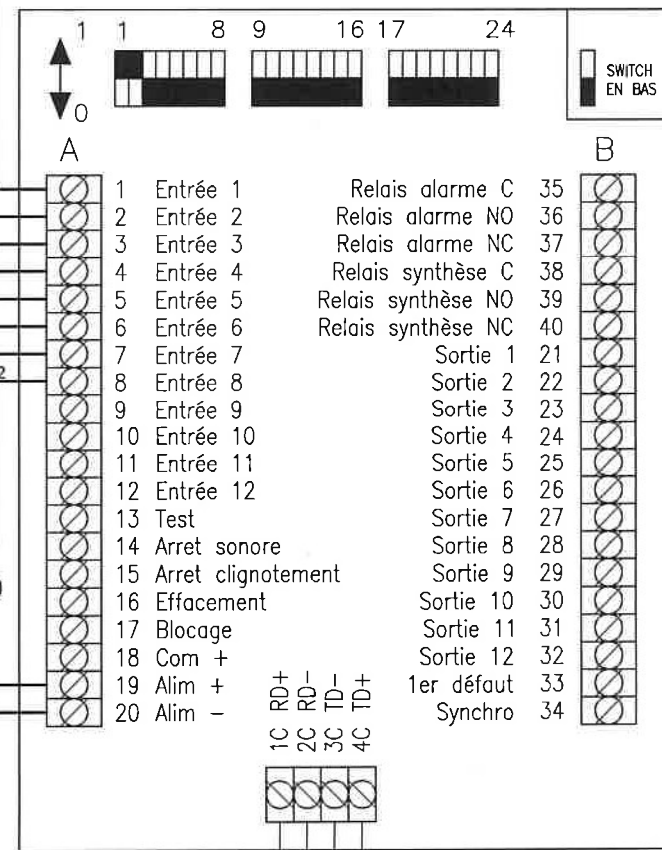 1 1 8 9 16 17 24
0
SWITCH
EN BAS
A
B
1 Entrée 1
2 Entrée 2
3 Entrée 3
4 Entrée 4
5 Entrée 5
6 Entrée 6
7 Entrée 7
8 Entrée 8
9 Entrée 9
10 Entrée 10
11 Entrée 11
12 Entrée 12
13 Test
14 Arret sonore
15 Arret clignotement
16 Effacement
17 Blocage
18 Com +
19 Alim +
20 Alim -
Relais alarme C 35
Relais alarme NO 36
Relais alarme NC 37
Relais synthèse C 38
Relais synthèse NO 39
Relais synthèse NC 40
Sortie 1 21
Sortie 2 22
Sortie 3 23
Sortie 4 24
Sortie 5 25
Sortie 6 26
Sortie 7 27
Sortie 8 28
Sortie 9 29
Sortie 10 30
Sortie 11 31
Sortie 12 32
1er défaut 33
Synchro 34
1C RD+
2C RD-
3C TD-
4C TD+
2